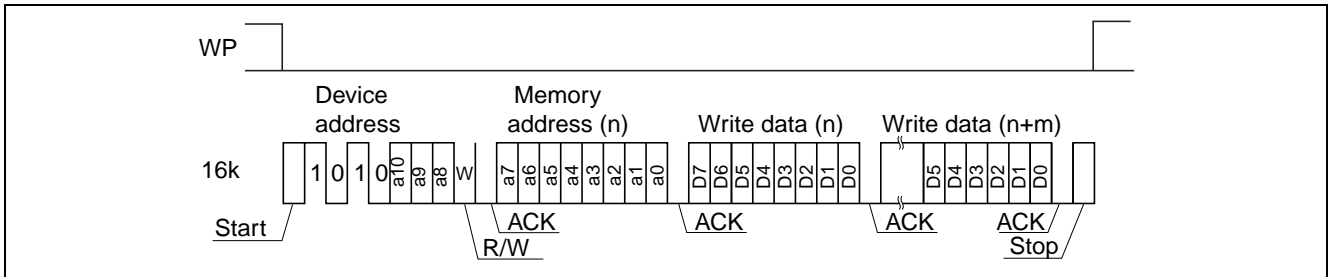 WP
Device address
Memory address (n)
Write data (n)
Write data (n+m)
16k
1 0 1 0 a10 a9 a8 W
a7 a6 a5 a4 a3 a2 a1 a0
D7 D6 D5 D4 D3 D2 D1 D0
D5 D4 D3 D2 D1 D0
Start
R/W
ACK
ACK
ACK
ACK
Stop